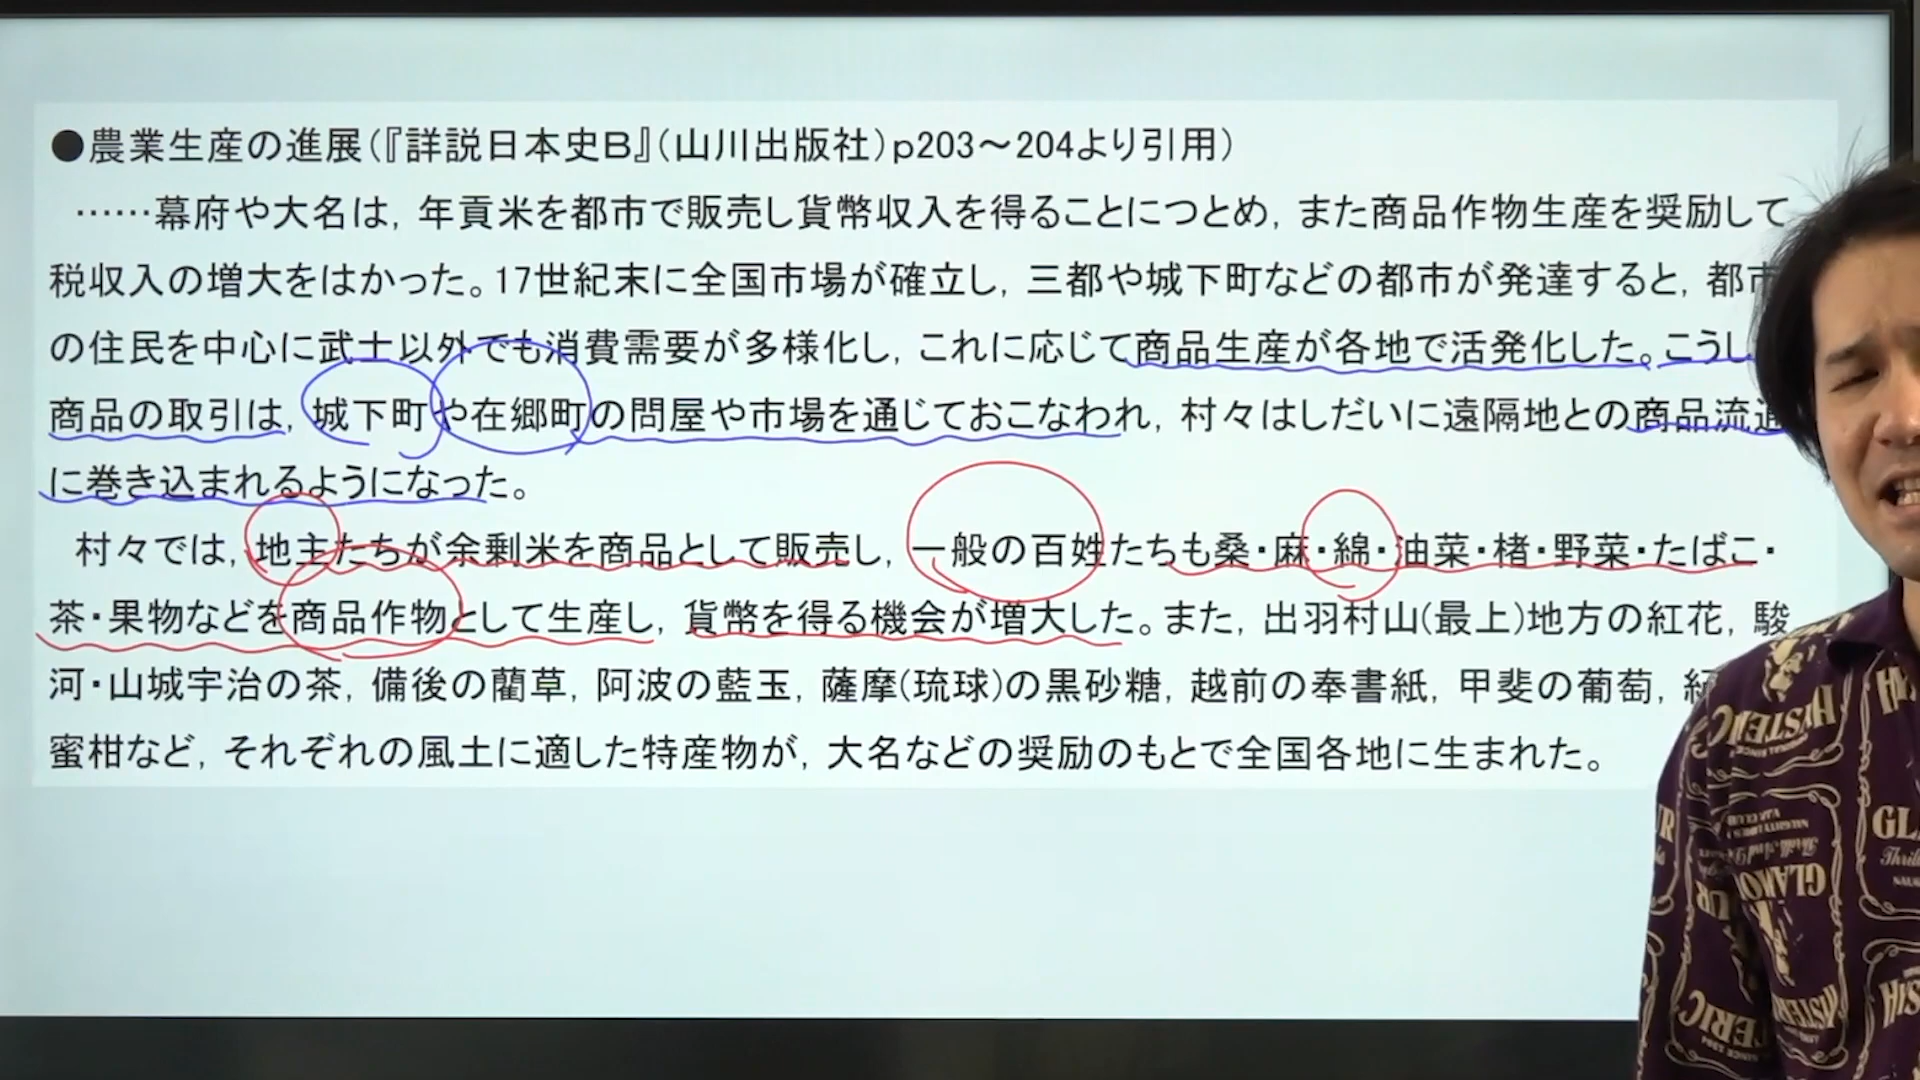 ●農業生産の進展(『詳説日本史B』(山川出版社)p203～204より引用)
……幕府や大名は，年貢米を都市で販売し貨幣収入を得ることにつとめ，また商品作物生産を奨励して
税収入の増大をはかった。17世紀末に全国市場が確立し，三都や城下町などの都市が発達すると，都市
の住民を中心に武士以外でも消費需要が多様化し，これに応じて商品生産が各地で活発化した。こうし
商品の取引は，城下町や在郷町の問屋や市場を通じておこなわれ，村々はしだいに遠隔地との商品流通
に巻き込まれるようになった。
村々では，地主たちが余剰米を商品として販売し，一般の百姓たちも桑・麻・綿・油菜・楮・野菜・たばこ・
茶・果物などを商品作物として生産し，貨幣を得る機会が増大した。また，出羽村山(最上)地方の紅花，駿
河・山城宇治の茶，備後の藺草，阿波の藍玉，薩摩(琉球)の黒砂糖，越前の奉書紙，甲斐の葡萄，
蜜柑など，それぞれの風土に適した特産物が，大名などの奨励のもとで全国各地に生まれた。